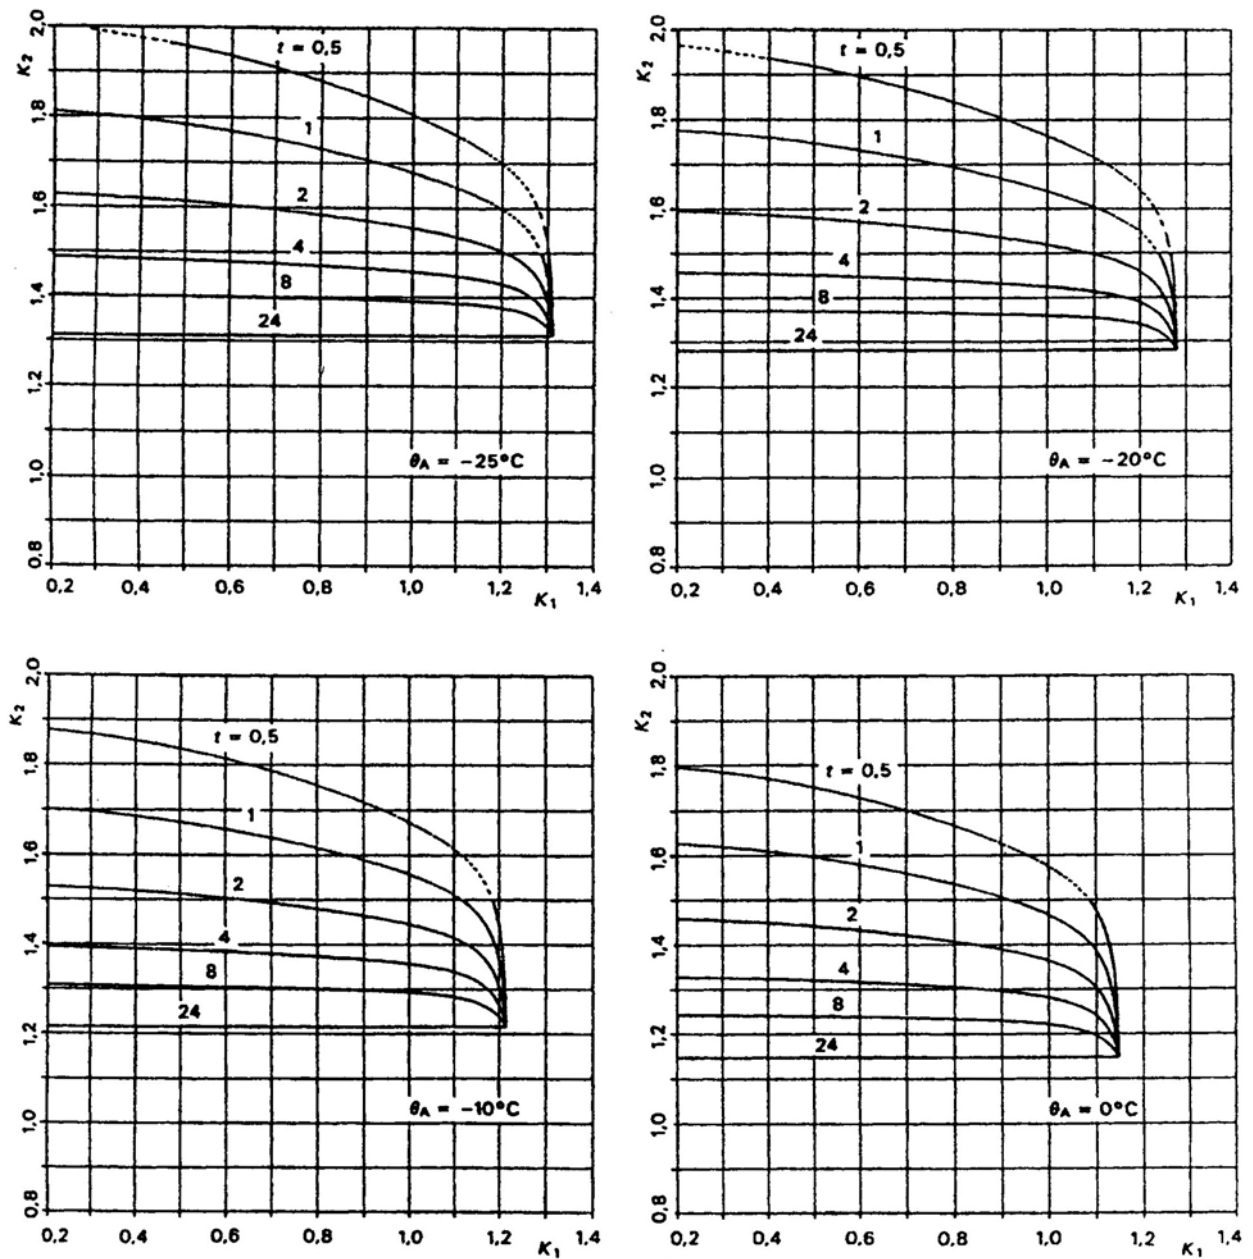 K₂
2,0
1,8
1,6
1,4
1,2
1,0
0,8
t = 0,5
1
2
4
8
24
θA = −25°C
0,2 0,4 0,6 0,8 1,0 1,2 1,4
K₁
K₂
2,0
1,8
1,6
1,4
1,2
1,0
0,8
t = 0,5
1
2
4
8
24
θA = −20°C
0,2 0,4 0,6 0,8 1,0 1,2 1,4
K₁
K₂
2,0
1,8
1,6
1,4
1,2
1,0
0,8
t = 0,5
1
2
4
8
24
θA = −10°C
0,2 0,4 0,6 0,8 1,0 1,2 1,4
K₁
K₂
2,0
1,8
1,6
1,4
1,2
1,0
0,8
t = 0,5
1
2
4
8
24
θA = 0°C
0,2 0,4 0,6 0,8 1,0 1,2 1,4
K₁